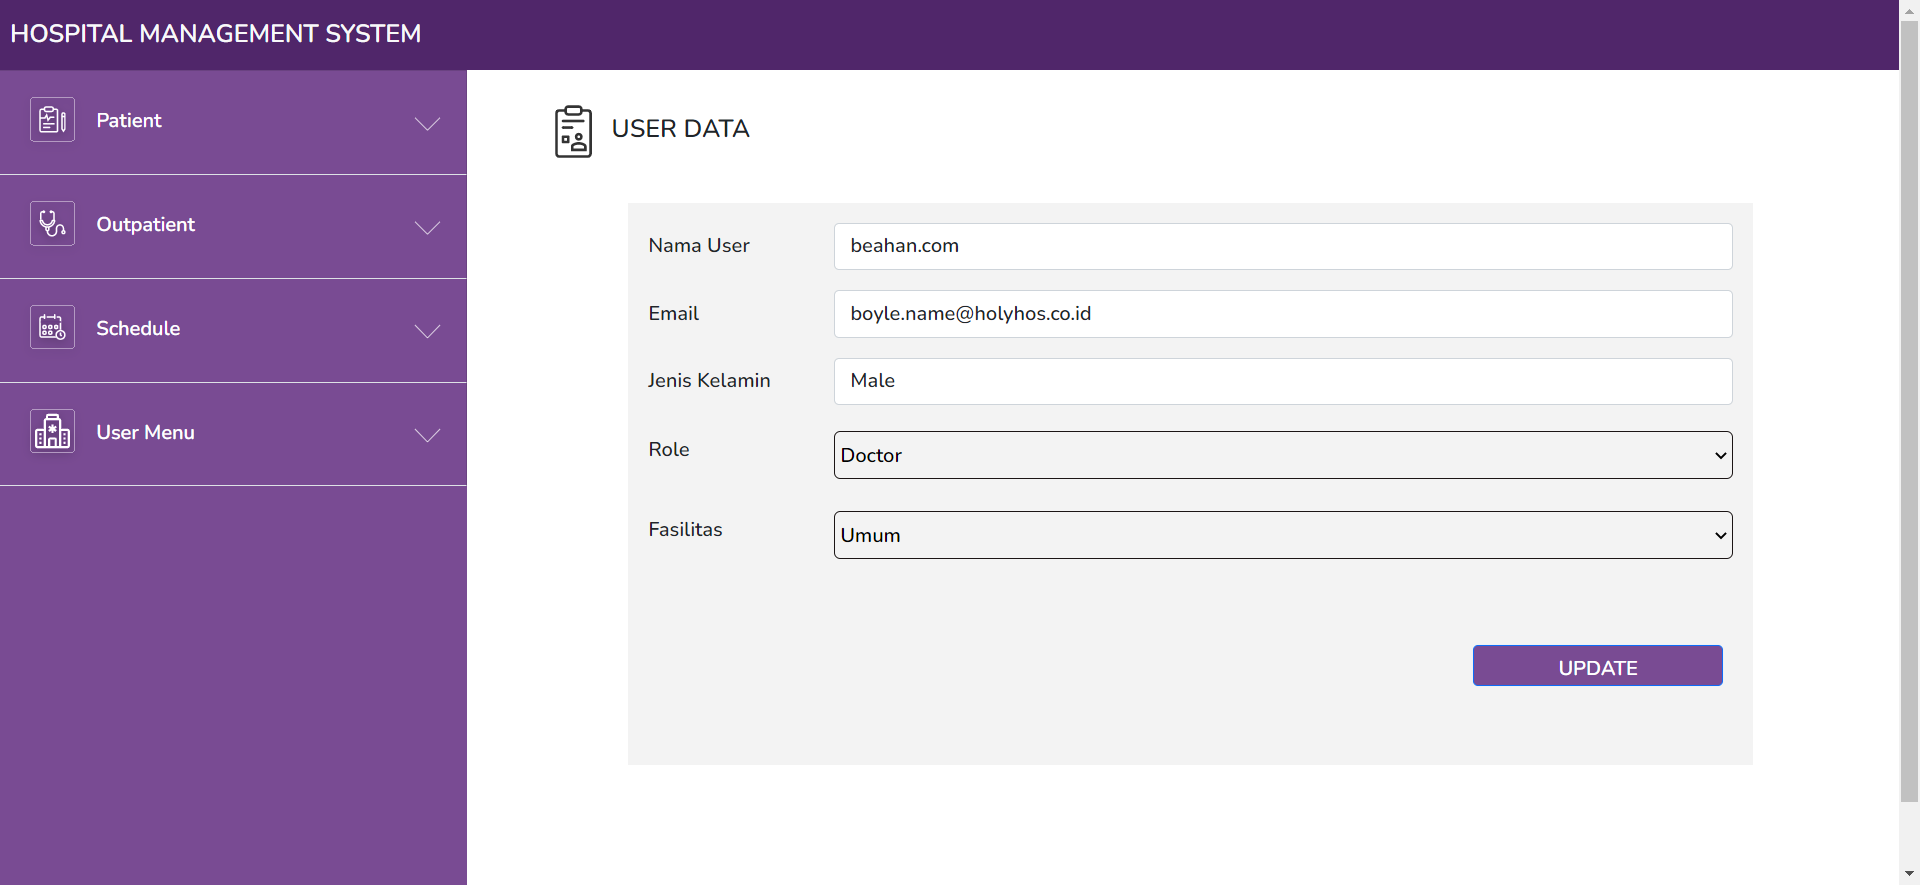 HOSPITAL MANAGEMENT SYSTEM
Patient
Outpatient
Schedule
User Menu
USER DATA
Nama User beahan.com
Email boyle.name@holyhos.co.id
Jenis Kelamin Male
Role Doctor
Fasilitas Umum
UPDATE